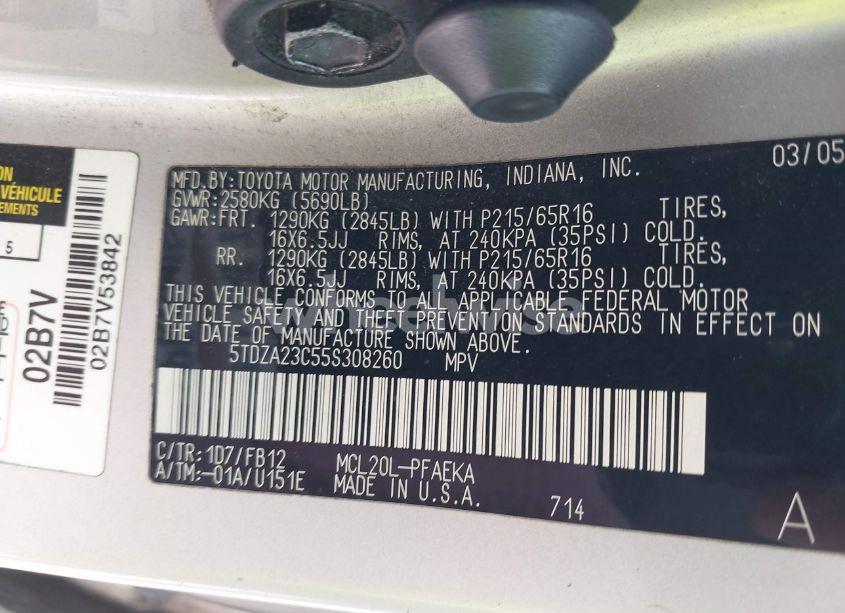 MFD.BY:TOYOTA MOTOR MANUFACTURING, INDIANA, INC. 03/05
GVWR:2580KG (5690LB)
GAWR:FRT. 1290KG (2845LB) WITH P215/65R16 TIRES,
16X6.5JJ RIMS, AT 240KPA (35PSI) COLD.
RR. 1290KG (2845LB) WITH P215/65R16 TIRES,
16X6.5JJ RIMS, AT 240KPA (35PSI) COLD.
THIS VEHICLE CONFORMS TO ALL APPLICABLE FEDERAL MOTOR
VEHICLE SAFETY AND THEFT PREVENTION STANDARDS IN EFFECT ON
THE DATE OF MANUFACTURE SHOWN ABOVE.
5TDZA23C55S308260 MPV
C/TR: 1D7/FB12 MCL20L-PFAEKA
A/TM:-01A/U151E MADE IN U.S.A. 714 A
VÉHICULE
5
02B7V
02B7V53842